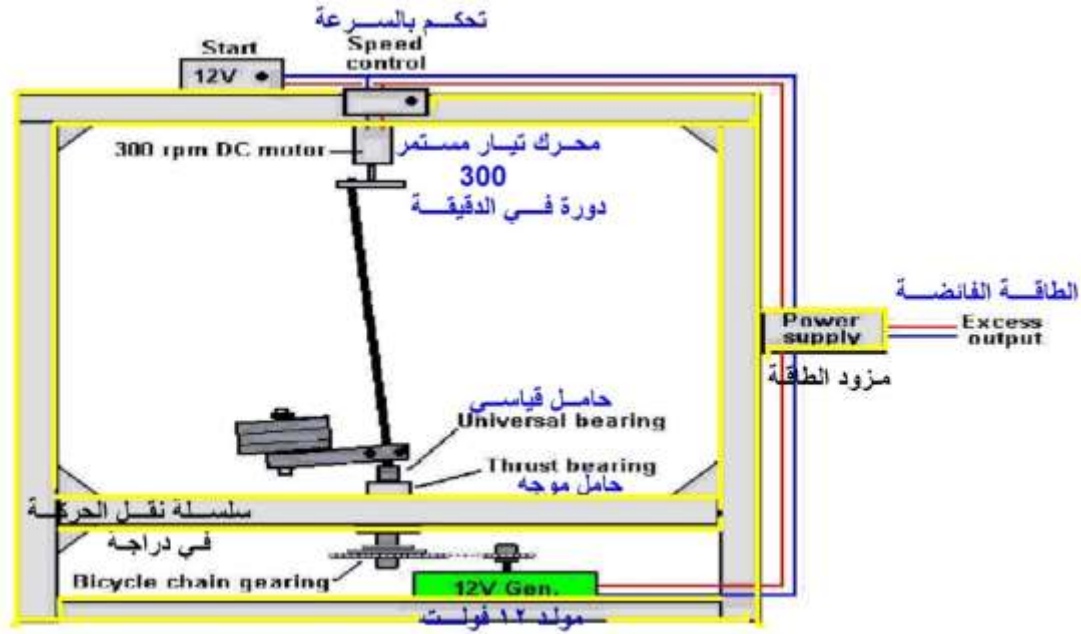 تحكم بالسرعة
Speed
control
Start
12V
300 rpm DC motor
محرك تيار مستمر
300
دورة في الدقيقة
الطاقة الفائضة
Power
supply
Excess
output
مزود الطاقة
حامل قياسي
Universal bearing
Thrust bearing
حامل موجه
سلسلة نقل الحركة
في دراجة
Bicycle chain gearing
12V Gen.
مولد ١٢ فولت